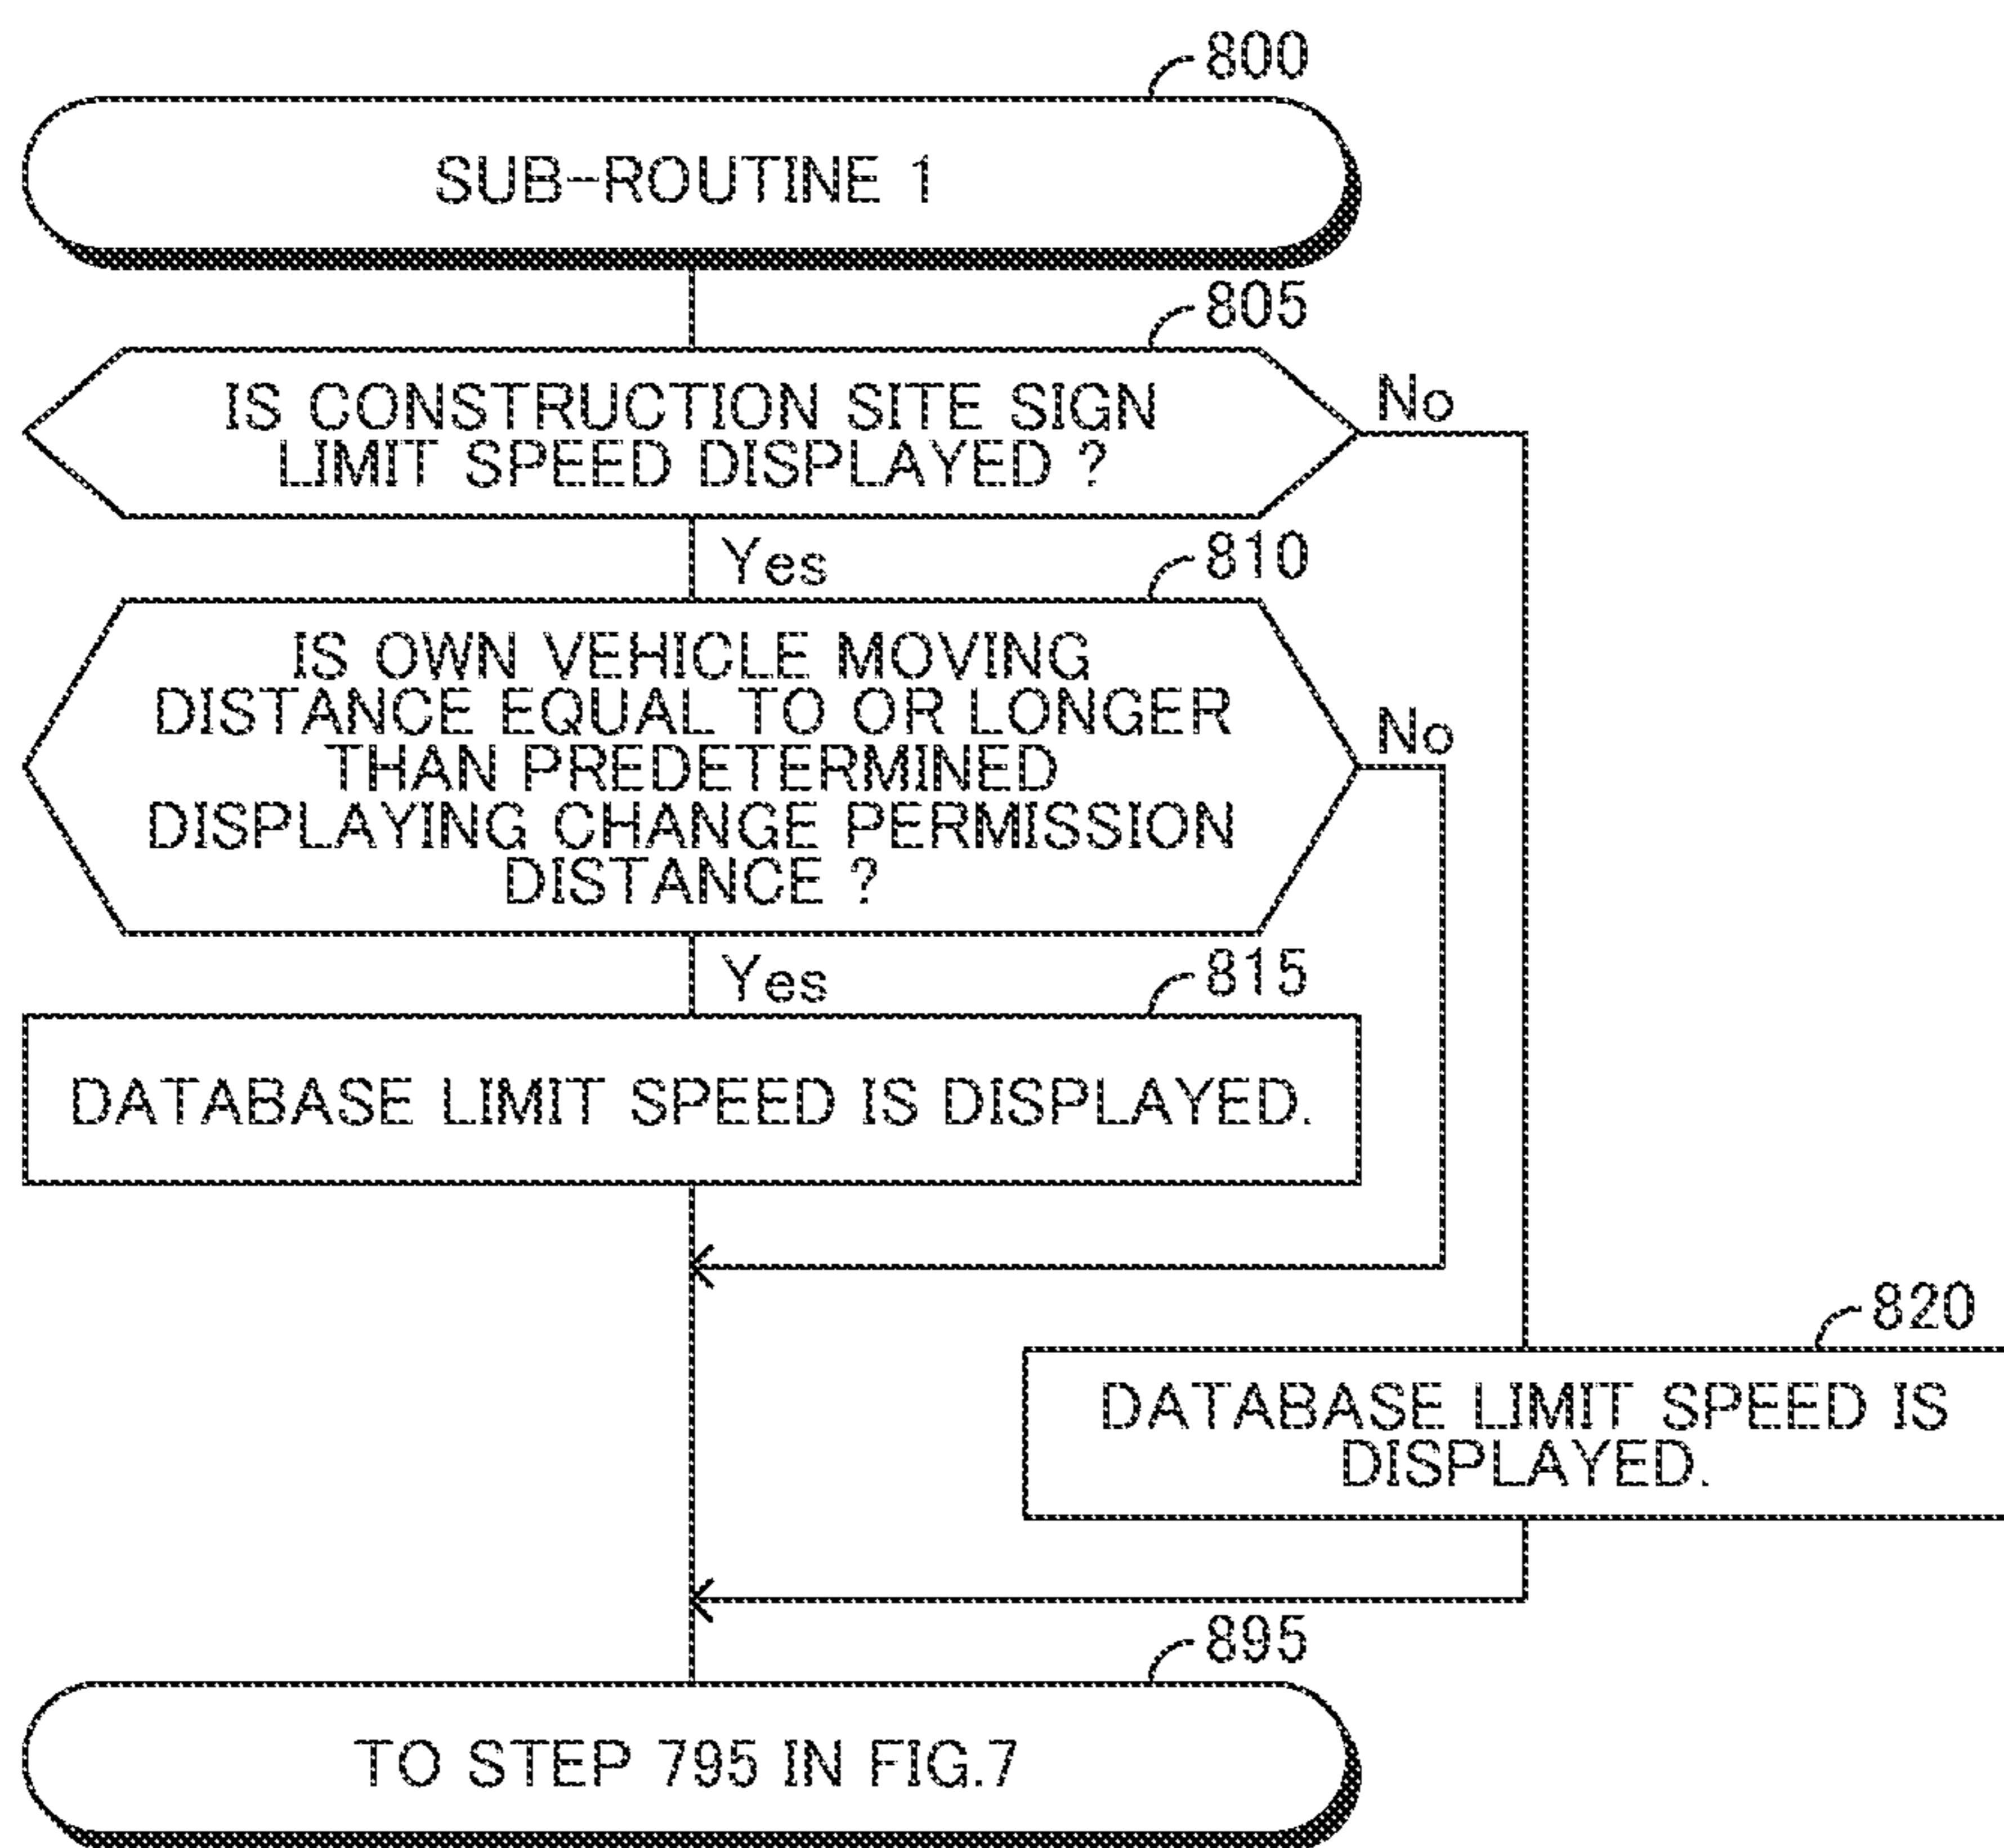 800
SUB-ROUTINE 1
805
IS CONSTRUCTION SITE SIGN
LIMIT SPEED DISPLAYED ?
No
Yes
810
IS OWN VEHICLE MOVING
DISTANCE EQUAL TO OR LONGER
THAN PREDETERMINED
DISPLAYING CHANGE PERMISSION
DISTANCE ?
No
Yes
815
DATABASE LIMIT SPEED IS DISPLAYED.
820
DATABASE LIMIT SPEED IS
DISPLAYED.
895
TO STEP 795 IN FIG.7